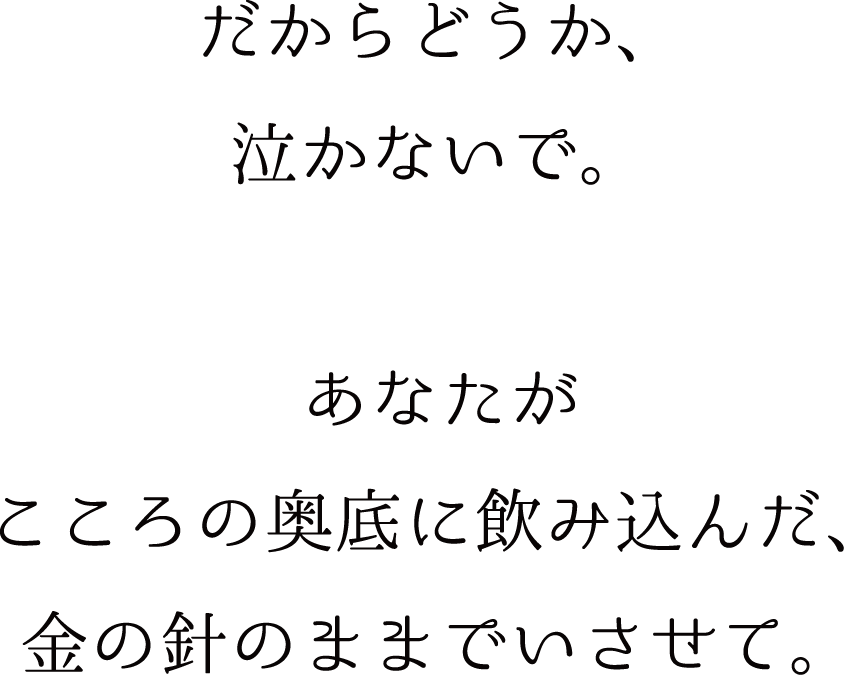 だからどうか、
泣かないで。
あなたが
こころの奥底に飲み込んだ、
金の針のままでいさせて。